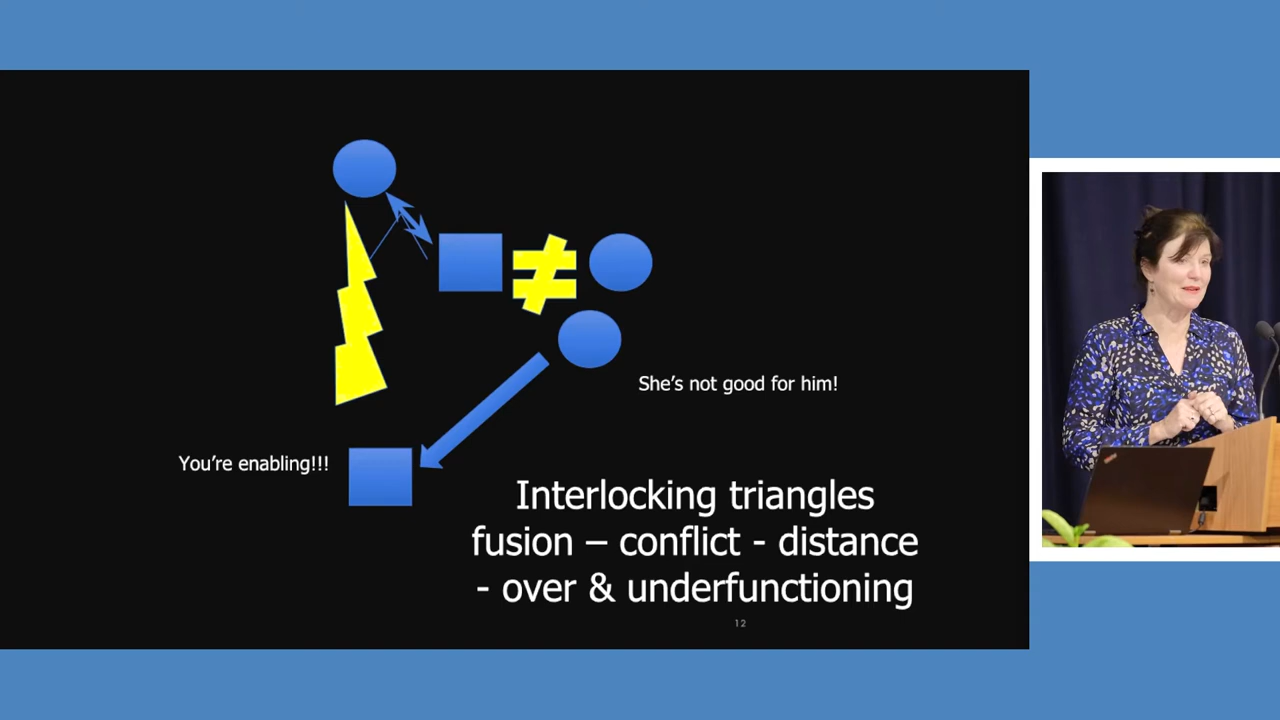 She’s not good for him!
You’re enabling!!!
Interlocking triangles
fusion – conflict - distance
- over & underfunctioning
12